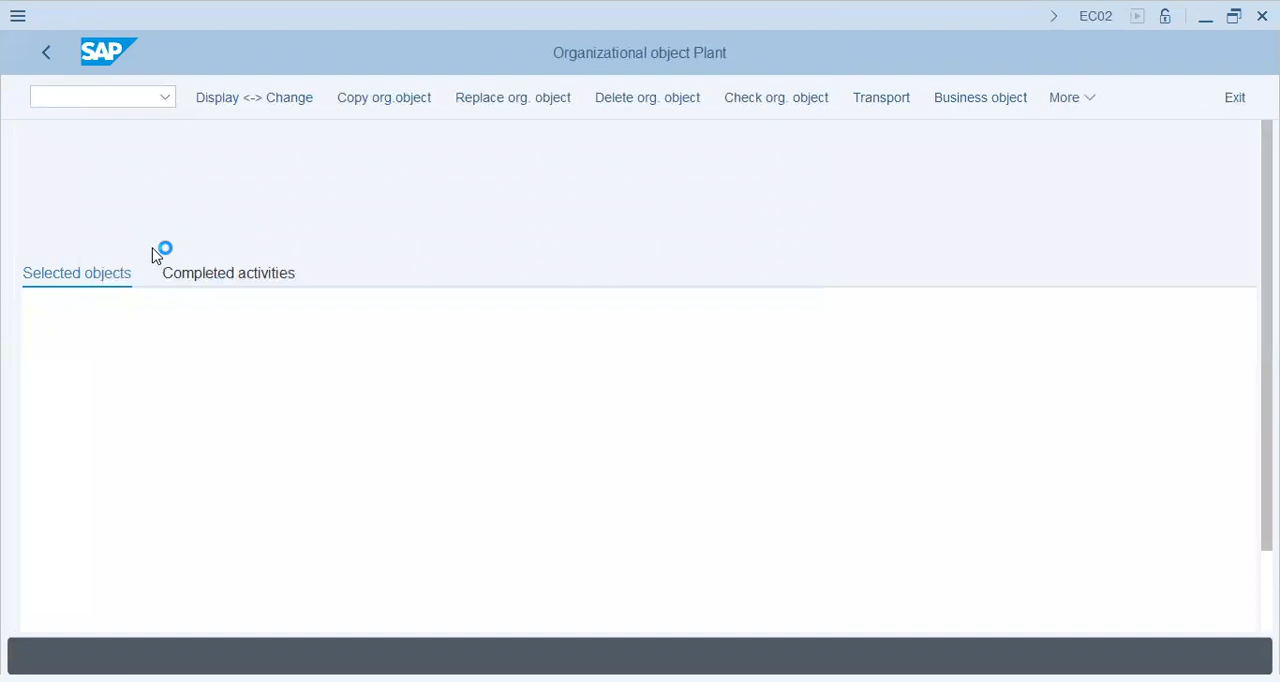 EC02
SAP
Organizational object Plant
Display <-> Change Copy org.object Replace org. object Delete org. object Check org. object Transport Business object More Exit
Selected objects Completed activities